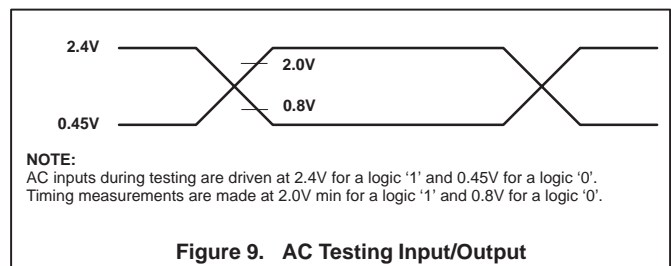 2.4V
2.0V
0.8V
0.45V
NOTE:
AC inputs during testing are driven at 2.4V for a logic ‘1’ and 0.45V for a logic ‘0’.
Timing measurements are made at 2.0V min for a logic ‘1’ and 0.8V for a logic ‘0’.
Figure 9. AC Testing Input/Output